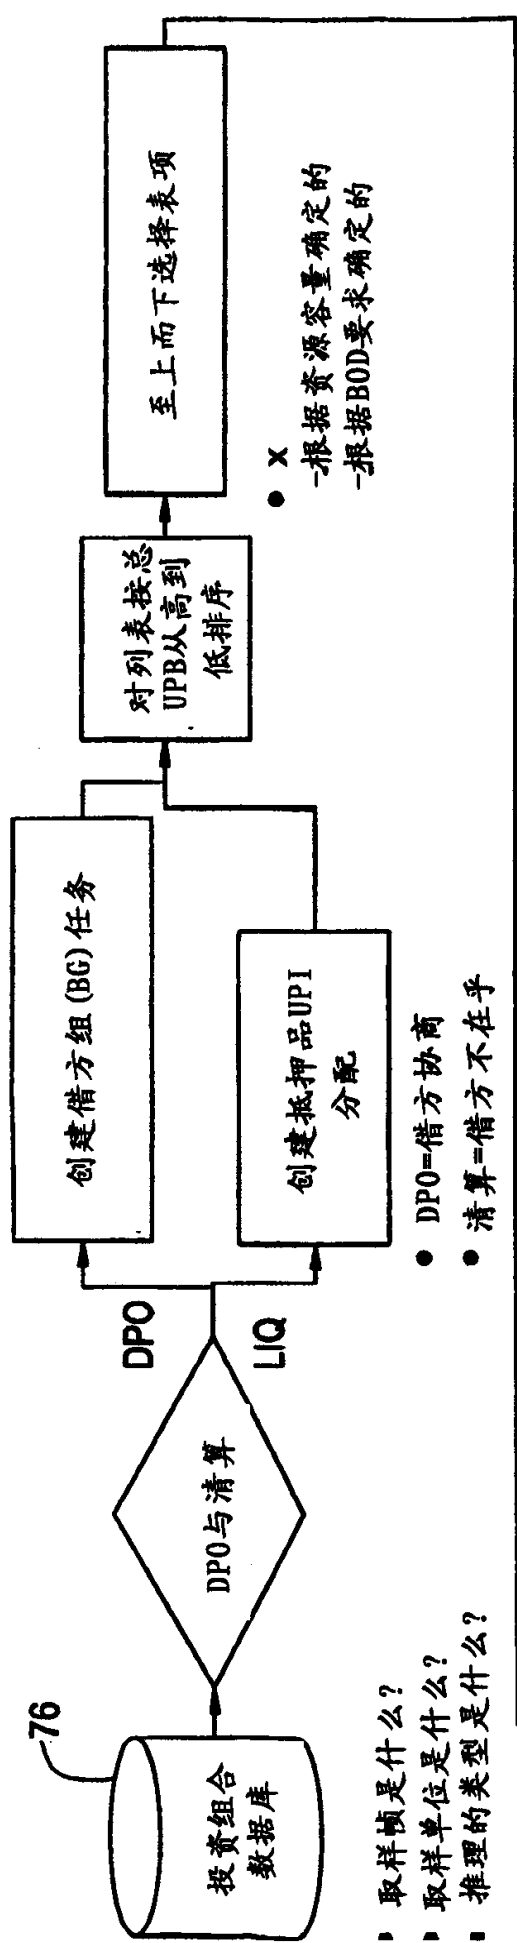 76
投资组合
数据库
● 取样帧是什么?
● 取样单位是什么?
■ 推理的类型是什么?
DPO与清算
DPO
LIQ
创建借方组(BG)任务
创建抵押品UPI
分配
● DPO=借方协商
● 清算=借方不在乎
对列表按总
UPB从高到
低排序
至上而下选择表项
● X
-根据资源容量确定的
-根据BOD要求确定的